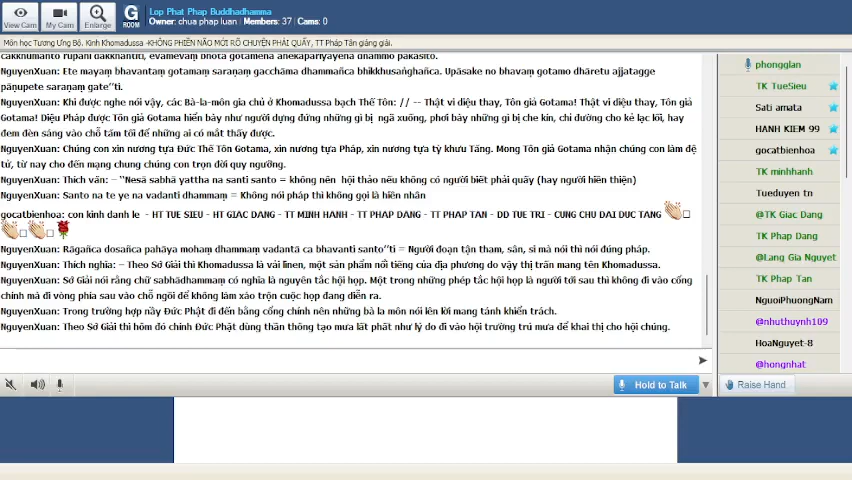 Lop Phat Phap Buddhadhamma
Owner: chua phap luan | Members: 37 | Cams: 0
View Cam
My Cam
Enlarge
G
ROOM
Môn học Tương Ưng Bộ. Kinh Khomadussa -KHÔNG PHIỀN NÃO MỚI RÕ CHUYỆN PHẢI QUẤY, TT Pháp Tân giảng giải.
cakkhumanto rūpāni dakkhantīti, evamevaṃ bhotā gotamena anekapariyāyena dhammo pakāsito.
NguyenXuan: Ete mayaṃ bhavantaṃ gotamaṃ saraṇaṃ gacchāma dhammañca bhikkhusaṅghañca. Upāsake no bhavaṃ gotamo dhāretu ajjatagge
pāṇupete saraṇaṃ gate’’ti.
NguyenXuan: Khi được nghe nói vậy, các Bà-la-môn gia chủ ở Khomadussa bạch Thế Tôn: // -- Thật vi diệu thay, Tôn giả Gotama! Thật vi diệu thay, Tôn giả
Gotama! Diệu Pháp được Tôn giả Gotama hiển bày như người dựng đứng những gì bị  ngã xuống, phơi bày những gì bị che kín, chỉ đường cho kẻ lạc lối, hay
đem đèn sáng vào chỗ tăm tối để những ai có mắt thấy được.
NguyenXuan: Chúng con xin nương tựa Đức Thế Tôn Gotama, xin nương tựa Pháp, xin nương tựa tỳ khưu Tăng. Mong Tôn giả Gotama nhận chúng con làm đệ
tử, từ nay cho đến mạng chung chúng con trọn đời quy ngưỡng.
NguyenXuan: Thích văn: – ‘‘Nesā sabhā yattha na santi santo = không nên  hội thảo nếu không có người biết phải quấy (hay người hiền thiện)
NguyenXuan: Santo na te ye na vadanti dhammaṃ = Không nói pháp thì không gọi là hiền nhân
gocatbienhoa: con kinh danh le  - HT TUE SIEU - HT GIAC DANG - TT MINH HANH - TT PHAP DANG - TT PHAP TAN - DD TUE TRI - CUNG CHU DAI DUC TANG
NguyenXuan: Rāgañca dosañca pahāya mohaṃ dhammaṃ vadantā ca bhavanti santo’’ti = Người đoạn tận tham, sân, si mà nói thì nói đúng pháp.
NguyenXuan: Thích nghĩa: – Theo Sớ Giải thì Khomadussa là vải linen, một sản phẩm nổi tiếng của địa phương do vậy thị trấn mang tên Khomadussa.
NguyenXuan: Sớ Giải nói rằng chữ sabhādhammaṃ có nghĩa là nguyên tắc hội họp. Một trong những phép tắc hội họp là người tới sau thì không đi vào cổng
chính mà đi vòng phía sau vào chỗ ngồi để không làm xáo trộn cuộc họp đang diễn ra.
NguyenXuan: Trong trường hợp nầy Đức Phật đi đến bằng cổng chính nên những bà la môn nói lên lời mang tánh khiển trách.
NguyenXuan: Theo Sớ Giải thì hôm đó chính Đức Phật dùng thần thông tạo mưa lất phất như lý do đi vào hội trường trú mưa để khai thị cho hội chúng.
Hold to Talk
phongglan
TK TueSieu
Sati amata
HANH KIEM 99
gocatbienhoa
TK minhhanh
Tueduyen tn
@TK Giac Dang
TK Phap Dang
@Lang Gia Nguyet
TK Phap Tan
NguoiPhuongNam
@nhuthuynh109
HoaNguyet-8
@hongnhat
Raise Hand